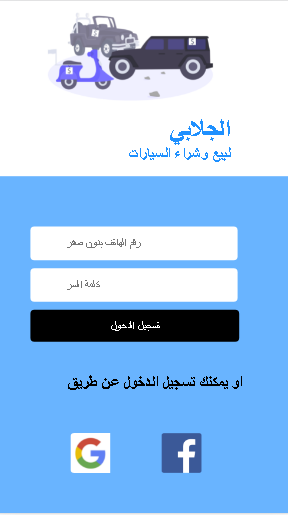 الجلابي
لبيع وشراء السيارات
رقم الهاتف بدون صفر
كلمة السر
تسجيل الدخول
او يمكنك تسجيل الدخول عن طريق